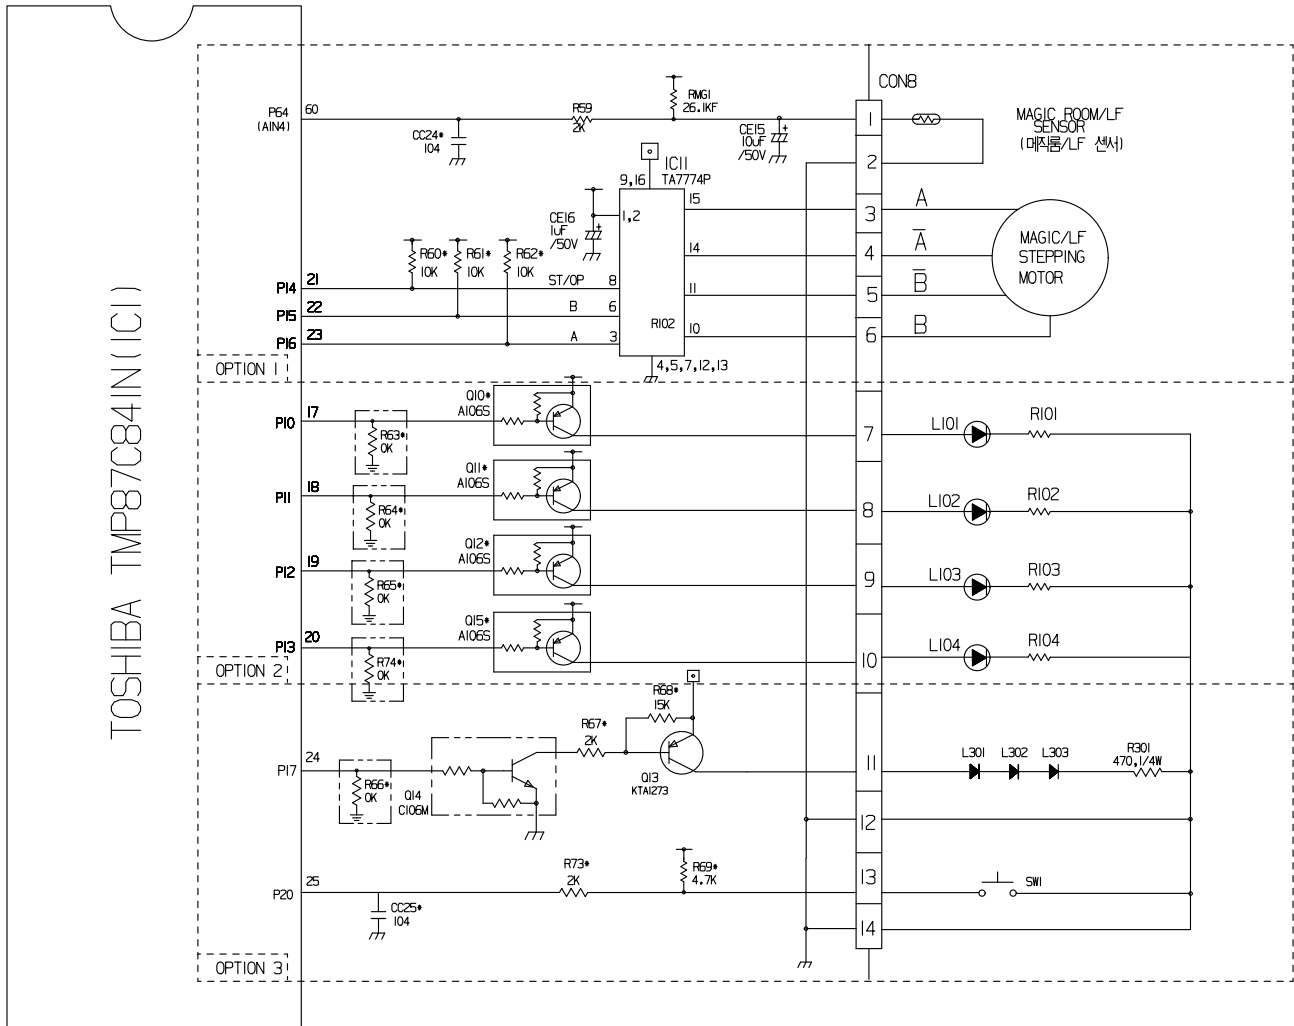 TOSHIBA TMP87C841N(IC1)
CON8
P64
(AIN4)
60
CC24*
104
R59
2K
RMG1
26.1KF
CE15
10uF
/50V
+
1
2
MAGIC ROOM/LF
SENSOR
(매직룸/LF 센서)
IC11
TA7774P
9,16
1,2
CE16
1uF
/50V
+
R60*
10K
R61*
10K
R62*
10K
15
14
11
10
3
4
5
6
A
A̅
B̅
B
MAGIC/LF
STEPPING
MOTOR
P14
21
ST/OP
8
P15
22
B
6
P16
23
A
3
R102
4,5,7,12,13
OPTION 1
P10
17
R63*
0K
Q10*
A106S
7
L101
R101
P11
18
R64*
0K
Q11*
A106S
8
L102
R102
P12
19
R65*
0K
Q12*
A106S
9
L103
R103
P13
20
R74*
0K
Q15*
A106S
10
L104
R104
OPTION 2
P17
24
R66*
0K
Q14
C106M
R67*
2K
R68*
15K
Q13
KTA1273
11
L301
L302
L303
R301
470,1/4W
12
P20
25
CC25*
104
R73*
2K
R69*
4.7K
13
SW1
14
OPTION 3